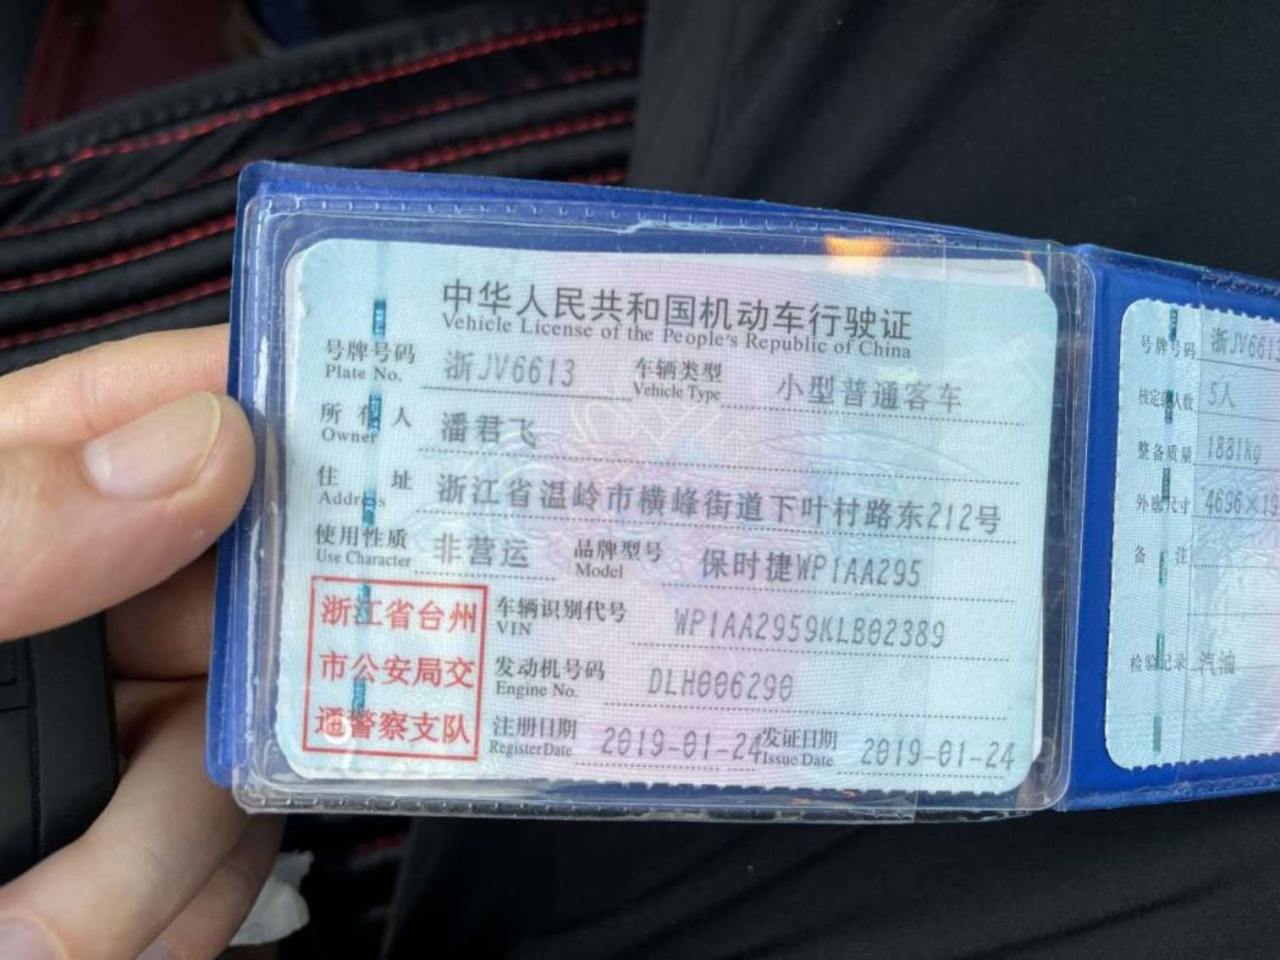 中华人民共和国机动车行驶证
Vehicle License of the People's Republic of China
号牌号码 浙JV6613 车辆类型 小型普通客车
Plate No. Vehicle Type
所有人 潘君飞
Owner
住址 浙江省温岭市横峰街道下叶村路东212号
Address
使用性质 非营运 品牌型号 保时捷WP1AA295
Use Character Model
浙江省台州
市公安局交
通警察支队
车辆识别代号 WP1AA2959KLB02389
VIN
发动机号码 DLH006290
Engine No.
注册日期 2019-01-24 发证日期 2019-01-24
Register Date Issue Date
号牌号码 浙JV661
核定载人数 5人
整备质量 1881kg
外廓尺寸 4696×19
备注
检验记录 汽油